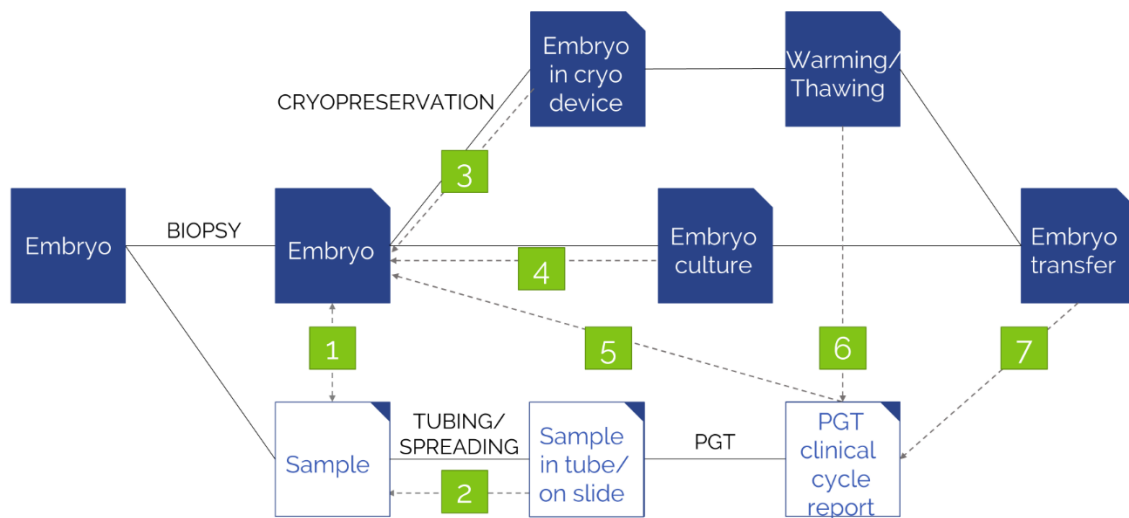 Embryo
in cryo
device
Warming/
Thawing
CRYOPRESERVATION
3
Embryo
BIOPSY
Embryo
Embryo
culture
Embryo
transfer
4
1
5
6
7
Sample
TUBING/
SPREADING
Sample
in tube/
on slide
PGT
PGT
clinical
cycle
report
2